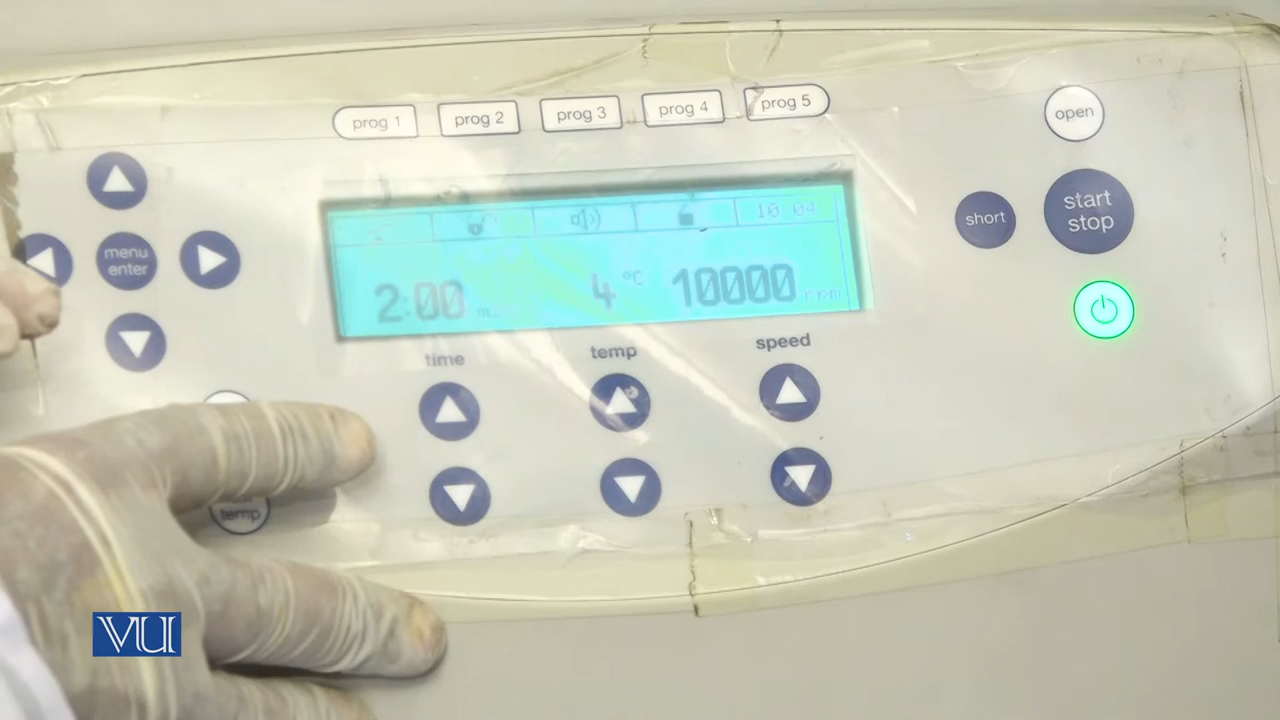 prog 1 prog 2 prog 3 prog 4 prog 5
open
10 04
short
start
stop
menu
enter
2:00 4 °C 10000 rpm
time temp speed
temp
VU